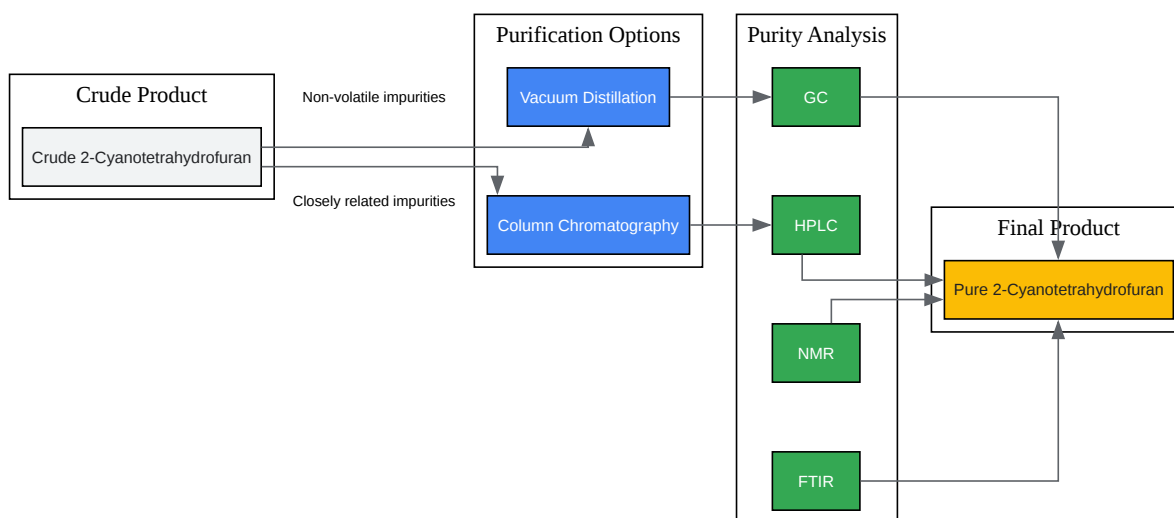 Crude Product
Crude 2-Cyanotetrahydrofuran
Non-volatile impurities
Closely related impurities
Purification Options
Vacuum Distillation
Column Chromatography
Purity Analysis
GC
HPLC
NMR
FTIR
Final Product
Pure 2-Cyanotetrahydrofuran